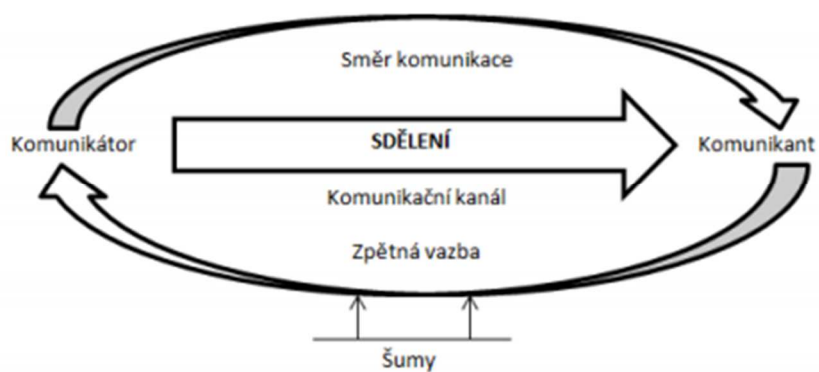 Směr komunikace
Komunikátor
SDĚLENÍ
Komunikant
Komunikační kanál
Zpětná vazba
Šumy